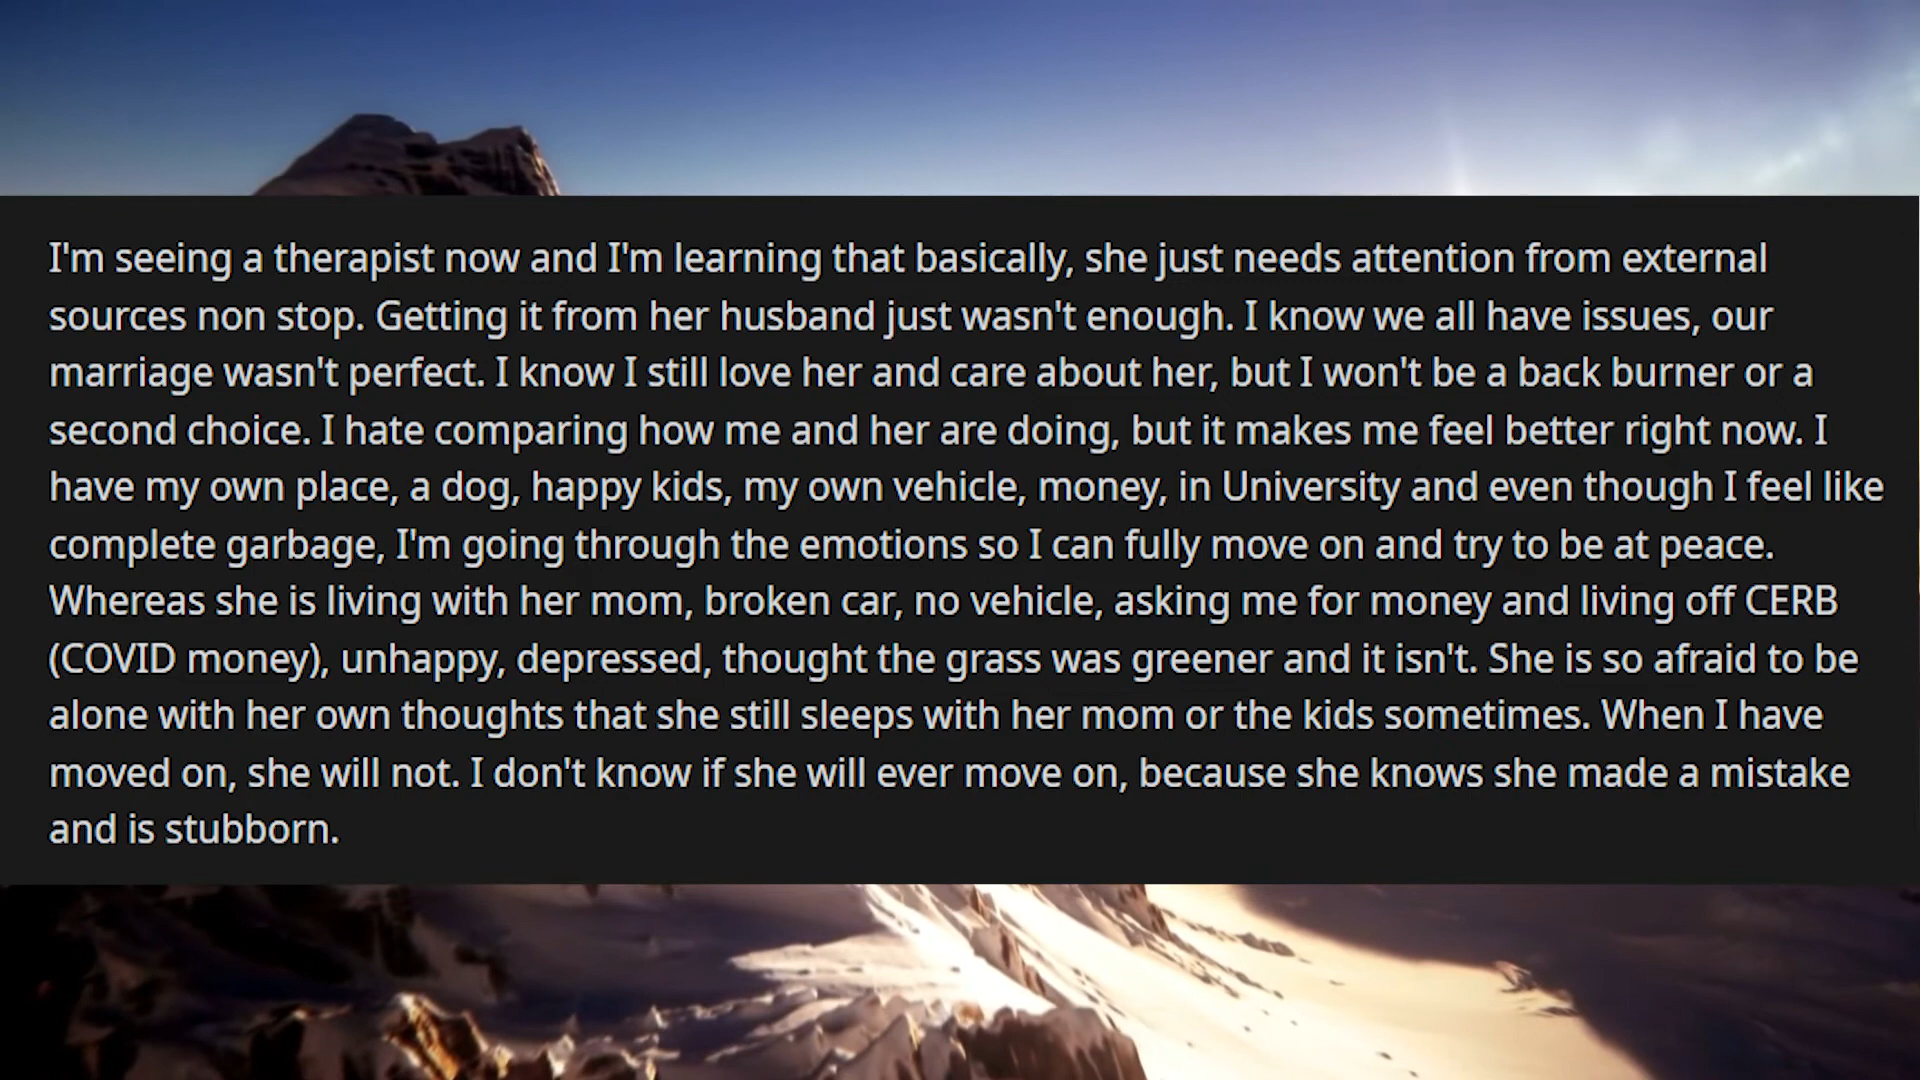 I'm seeing a therapist now and I'm learning that basically, she just needs attention from external
sources non stop. Getting it from her husband just wasn't enough. I know we all have issues, our
marriage wasn't perfect. I know I still love her and care about her, but I won't be a back burner or a
second choice. I hate comparing how me and her are doing, but it makes me feel better right now. I
have my own place, a dog, happy kids, my own vehicle, money, in University and even though I feel like
complete garbage, I'm going through the emotions so I can fully move on and try to be at peace.
Whereas she is living with her mom, broken car, no vehicle, asking me for money and living off CERB
(COVID money), unhappy, depressed, thought the grass was greener and it isn't. She is so afraid to be
alone with her own thoughts that she still sleeps with her mom or the kids sometimes. When I have
moved on, she will not. I don't know if she will ever move on, because she knows she made a mistake
and is stubborn.